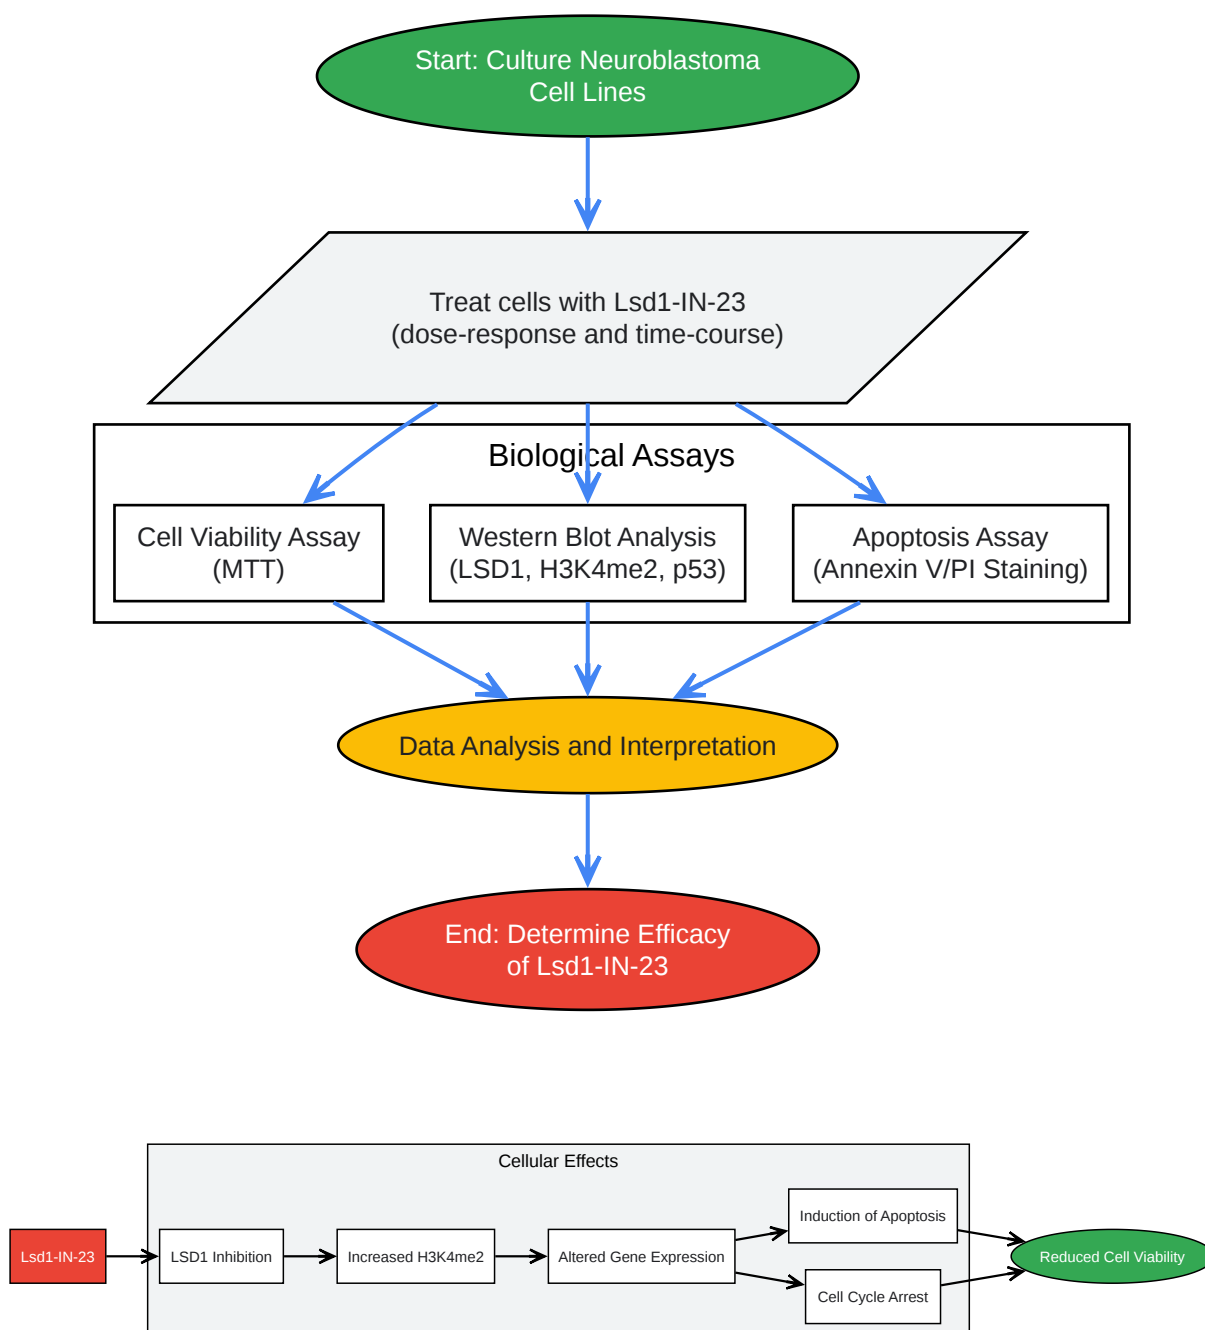 Start: Culture Neuroblastoma
Cell Lines
Treat cells with Lsd1-IN-23
(dose-response and time-course)
Biological Assays
Cell Viability Assay
(MTT)
Western Blot Analysis
(LSD1, H3K4me2, p53)
Apoptosis Assay
(Annexin V/PI Staining)
Data Analysis and Interpretation
End: Determine Efficacy
of Lsd1-IN-23
Cellular Effects
Lsd1-IN-23
LSD1 Inhibition
Increased H3K4me2
Altered Gene Expression
Induction of Apoptosis
Cell Cycle Arrest
Reduced Cell Viability